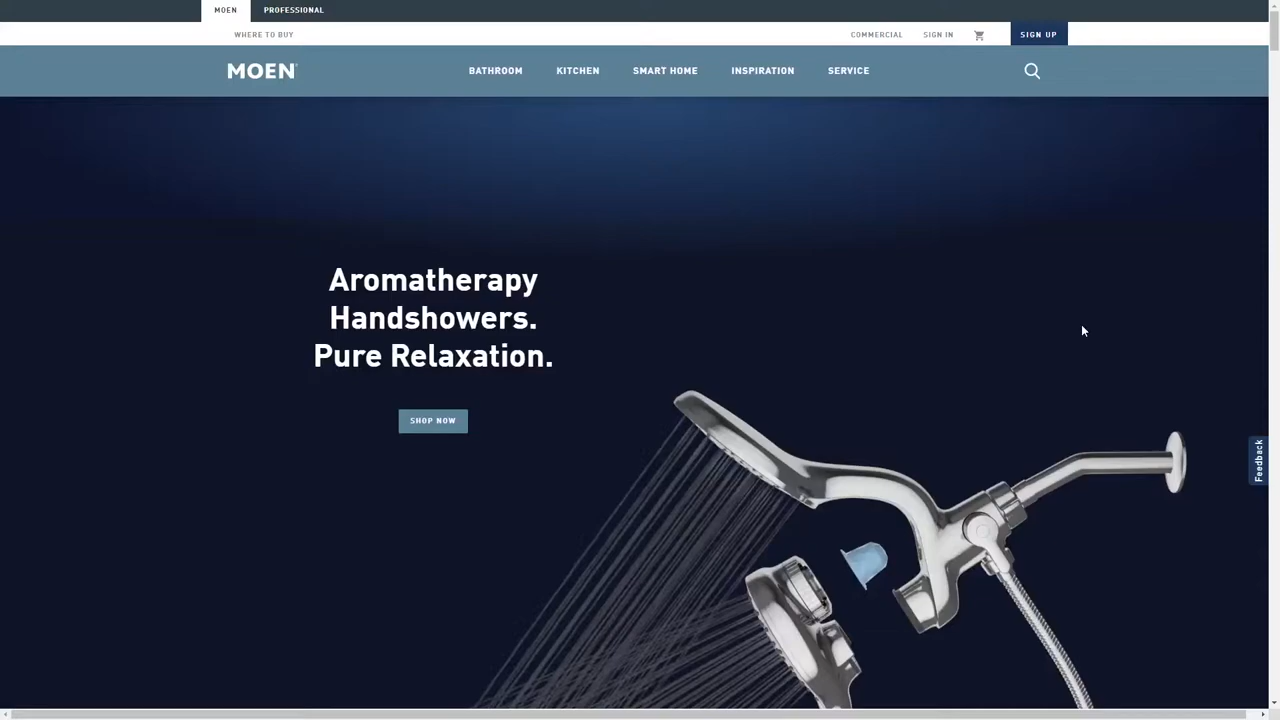 MOEN PROFESSIONAL
WHERE TO BUY COMMERCIAL SIGN IN SIGN UP
MOEN BATHROOM KITCHEN SMART HOME INSPIRATION SERVICE
Aromatherapy
Handshowers.
Pure Relaxation.
SHOP NOW
Feedback